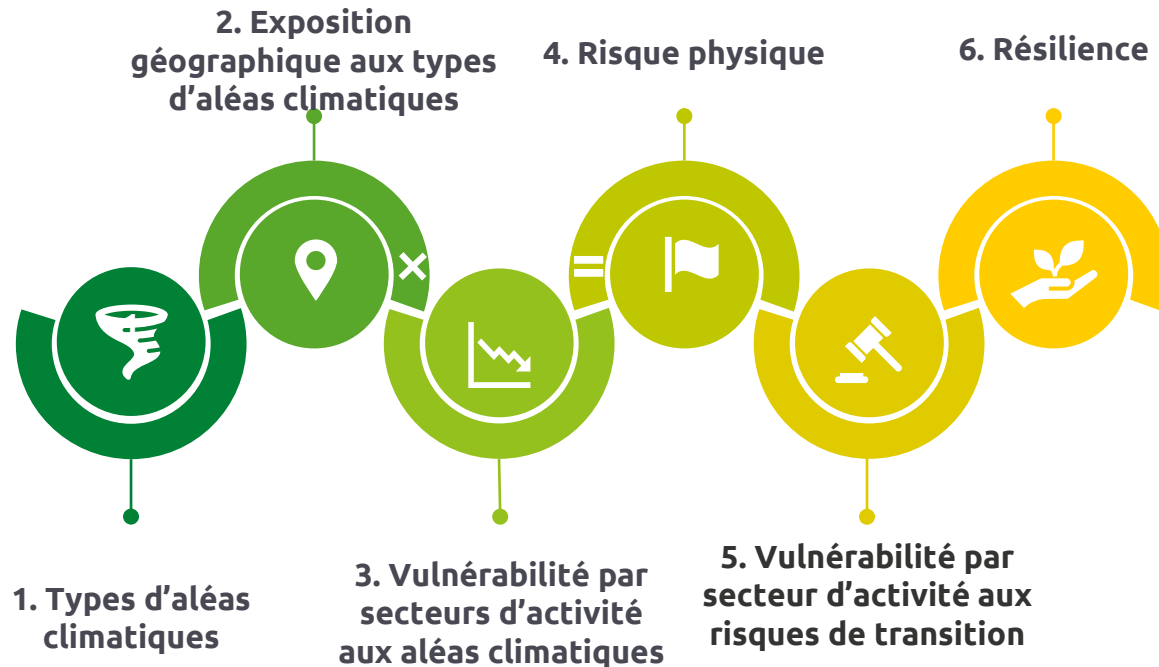 2. Exposition
géographique aux types
d’aléas climatiques
4. Risque physique
6. Résilience
×
=
1. Types d’aléas
climatiques
3. Vulnérabilité par
secteurs d’activité
aux aléas climatiques
5. Vulnérabilité par
secteur d’activité aux
risques de transition